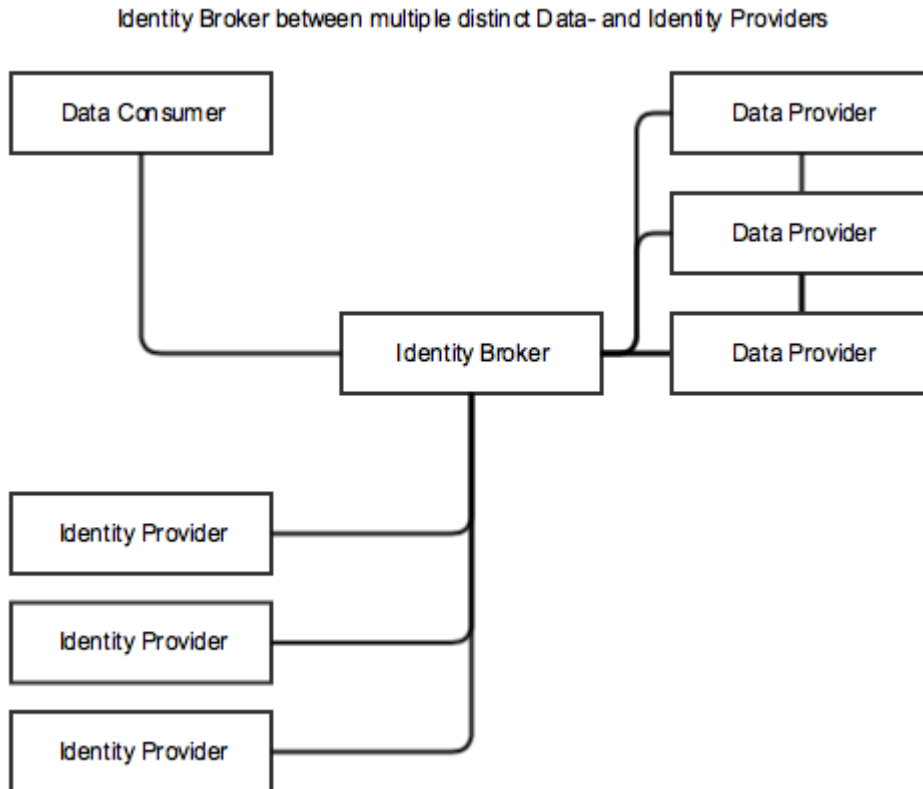 Identity Broker between multiple distinct Data- and Identity Providers
Data Consumer
Data Provider
Data Provider
Identity Broker
Data Provider
Identity Provider
Identity Provider
Identity Provider